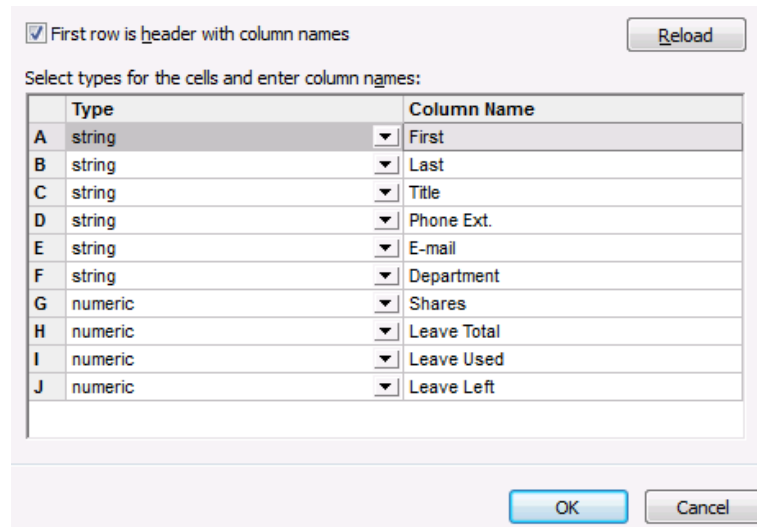 First row is header with column names Reload
Select types for the cells and enter column names:
Type Column Name
A string First
B string Last
C string Title
D string Phone Ext.
E string E-mail
F string Department
G numeric Shares
H numeric Leave Total
I numeric Leave Used
J numeric Leave Left
OK Cancel